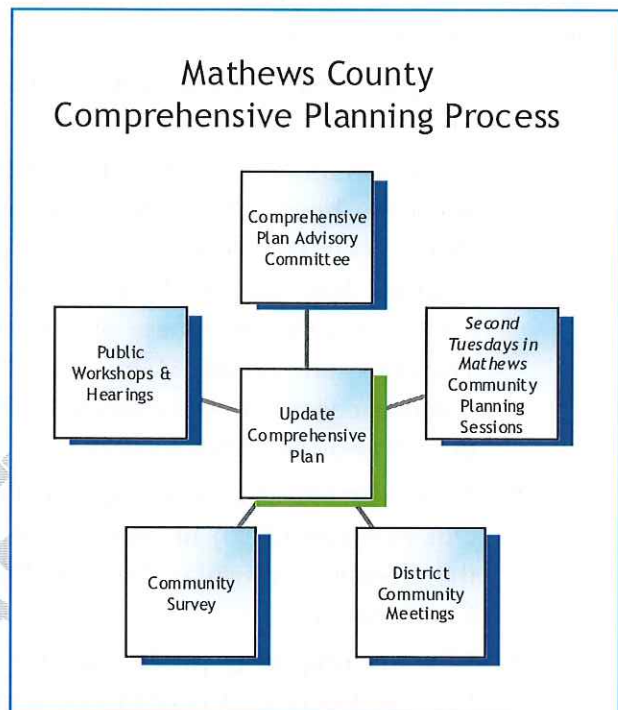 Mathews County
Comprehensive Planning Process
Comprehensive
Plan Advisory
Committee
Public
Workshops &
Hearings
Second
Tuesdays in
Mathews
Community
Planning
Sessions
Update
Comprehensive
Plan
Community
Survey
District
Community
Meetings